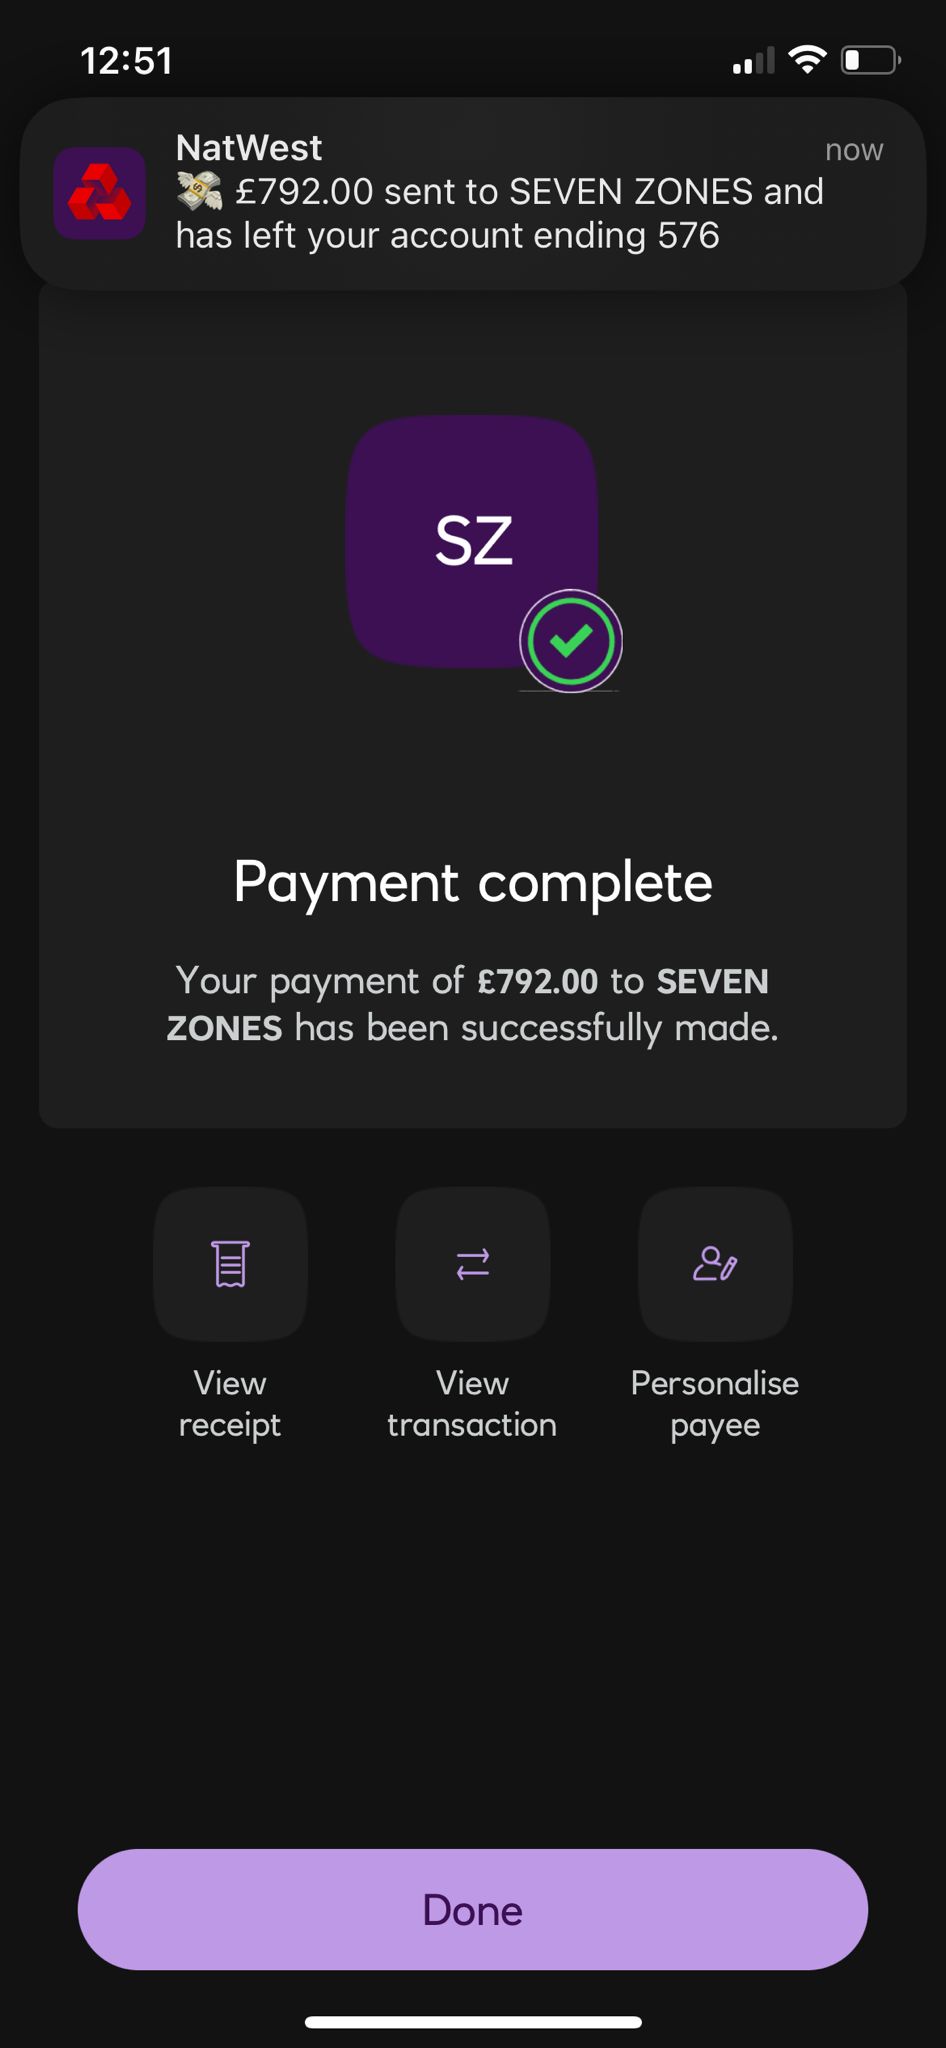 12:51
NatWest
now
💸 £792.00 sent to SEVEN ZONES and
has left your account ending 576
SZ
Payment complete
Your payment of £792.00 to SEVEN
ZONES has been successfully made.
View
receipt
View
transaction
Personalise
payee
Done